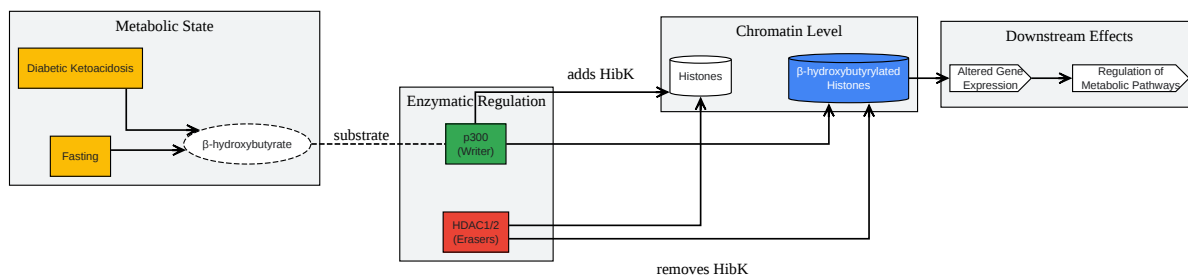 Metabolic State
Diabetic Ketoacidosis
Fasting
β-hydroxybutyrate
substrate
Enzymatic Regulation
p300
(Writer)
HDAC1/2
(Erasers)
adds HibK
removes HibK
Chromatin Level
Histones
β-hydroxybutyrylated
Histones
Downstream Effects
Altered Gene
Expression
Regulation of
Metabolic Pathways